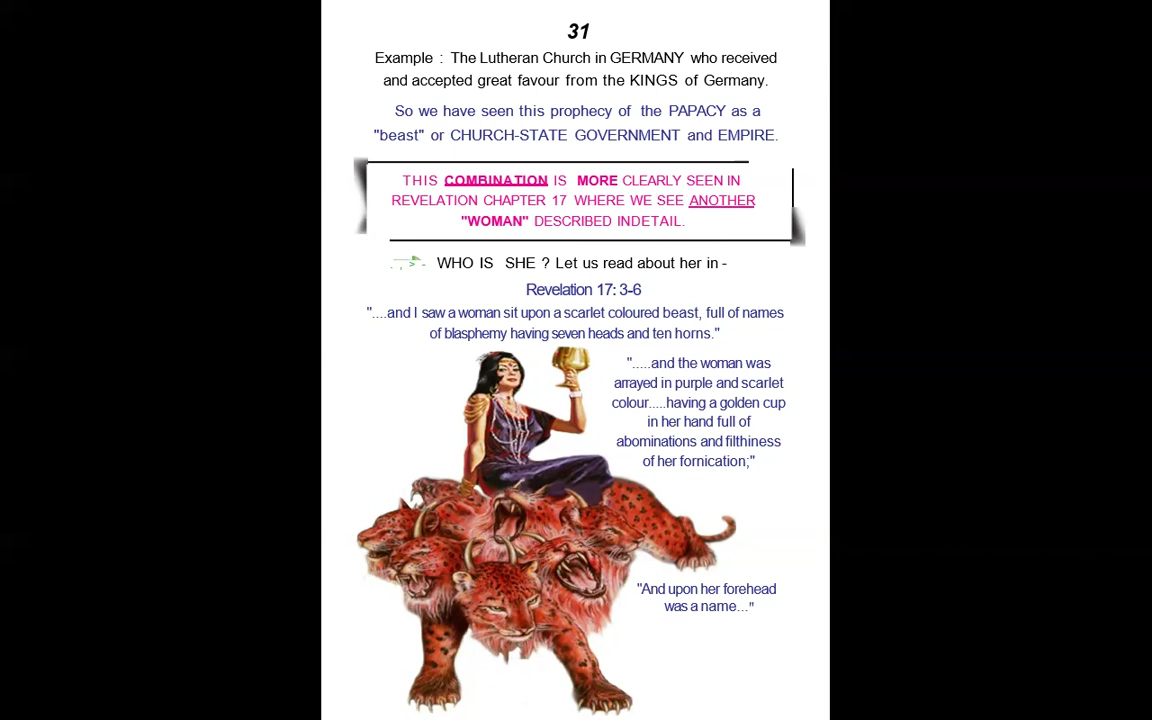 31
Example : The Lutheran Church in GERMANY who received
and accepted great favour from the KINGS of Germany.
So we have seen this prophecy of the PAPACY as a
"beast" or CHURCH-STATE GOVERNMENT and EMPIRE.
THIS COMBINATION IS MORE CLEARLY SEEN IN
REVELATION CHAPTER 17 WHERE WE SEE ANOTHER
"WOMAN" DESCRIBED INDETAIL.
WHO IS SHE ? Let us read about her in -
Revelation 17: 3-6
"....and I saw a woman sit upon a scarlet coloured beast, full of names
of blasphemy having seven heads and ten horns."
".....and the woman was
arrayed in purple and scarlet
colour.....having a golden cup
in her hand full of
abominations and filthiness
of her fornication;"
"And upon her forehead
was a name..."